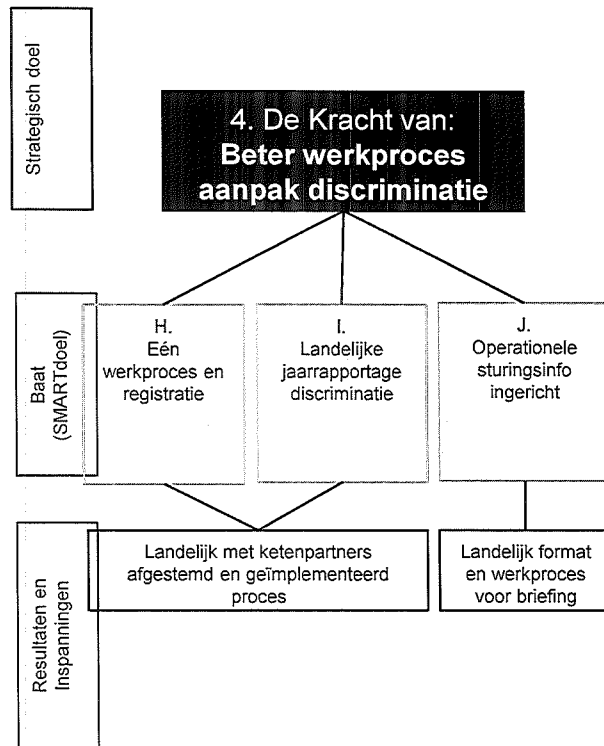 Strategisch doel
4. De Kracht van:
Beter werkproces
aanpak discriminatie
Baat
(SMARTdoel)
H.
Eén
werkproces en
registratie
I.
Landelijke
jaarrapportage
discriminatie
J.
Operationele
sturingsinfo
ingericht
Resultaten en
Inspanningen
Landelijk met ketenpartners
afgestemd en geïmplementeerd
proces
Landelijk format
en werkproces
voor briefing